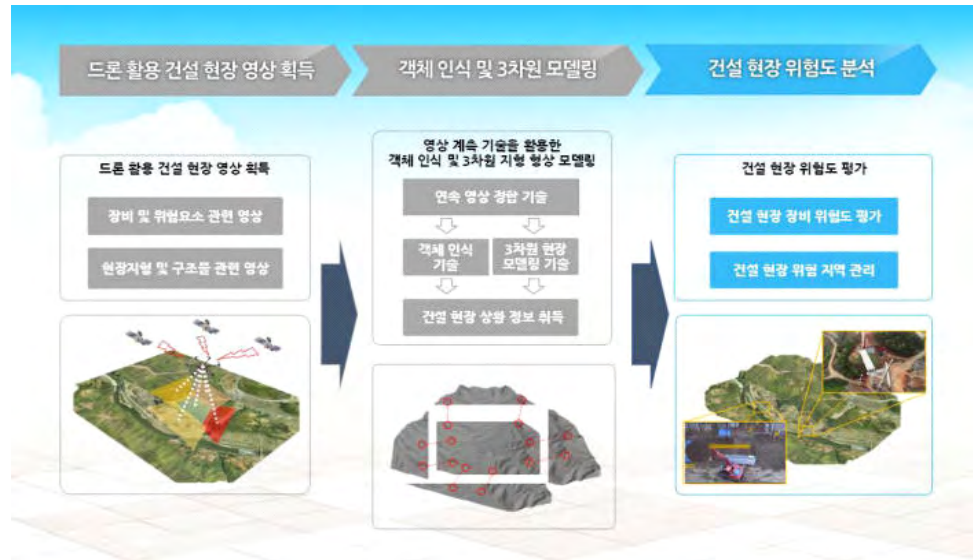 드론 활용 건설 현장 영상 획득
객체 인식 및 3차원 모델링
건설 현장 위험도 분석
드론 활용 건설 현장 영상 획득
장비 및 위험요소 관련 영상
현장지형 및 구조물 관련 영상
영상 계측 기술을 활용한
객체 인식 및 3차원 지형 형상 모델링
연속 영상 정합 기술
객체 인식
기술
3차원 현장
모델링 기술
건설 현장 상황 정보 취득
건설 현장 위험도 평가
건설 현장 장비 위험도 평가
건설 현장 위험 지역 관리